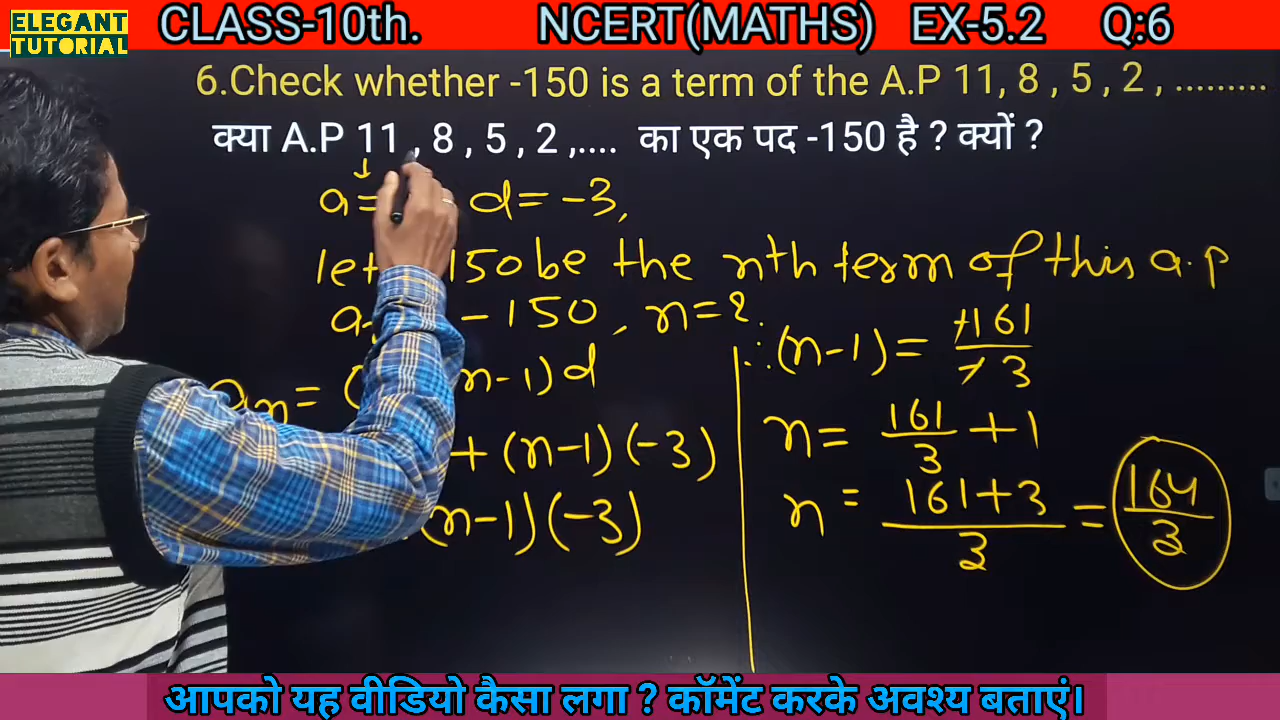 ELEGANT
TUTORIAL
CLASS-10th. NCERT(MATHS) EX-5.2 Q:6
6.Check whether -150 is a term of the A.P 11, 8 , 5 , 2 , .........
क्या A.P 11 , 8 , 5 , 2 ,.... का एक पद -150 है ? क्यों ?
a= d= -3,
let 150 be the nth term of this a.p
a -150, n=?
∴(n-1)= -161/-3
an= (n-1)d
n= 161/3 +1
+(n-1)(-3)
n= 161+3/3 = 164/3
(n-1)(-3)
आपको यह वीडियो कैसा लगा ? कॉमेंट करके अवश्य बताएं।